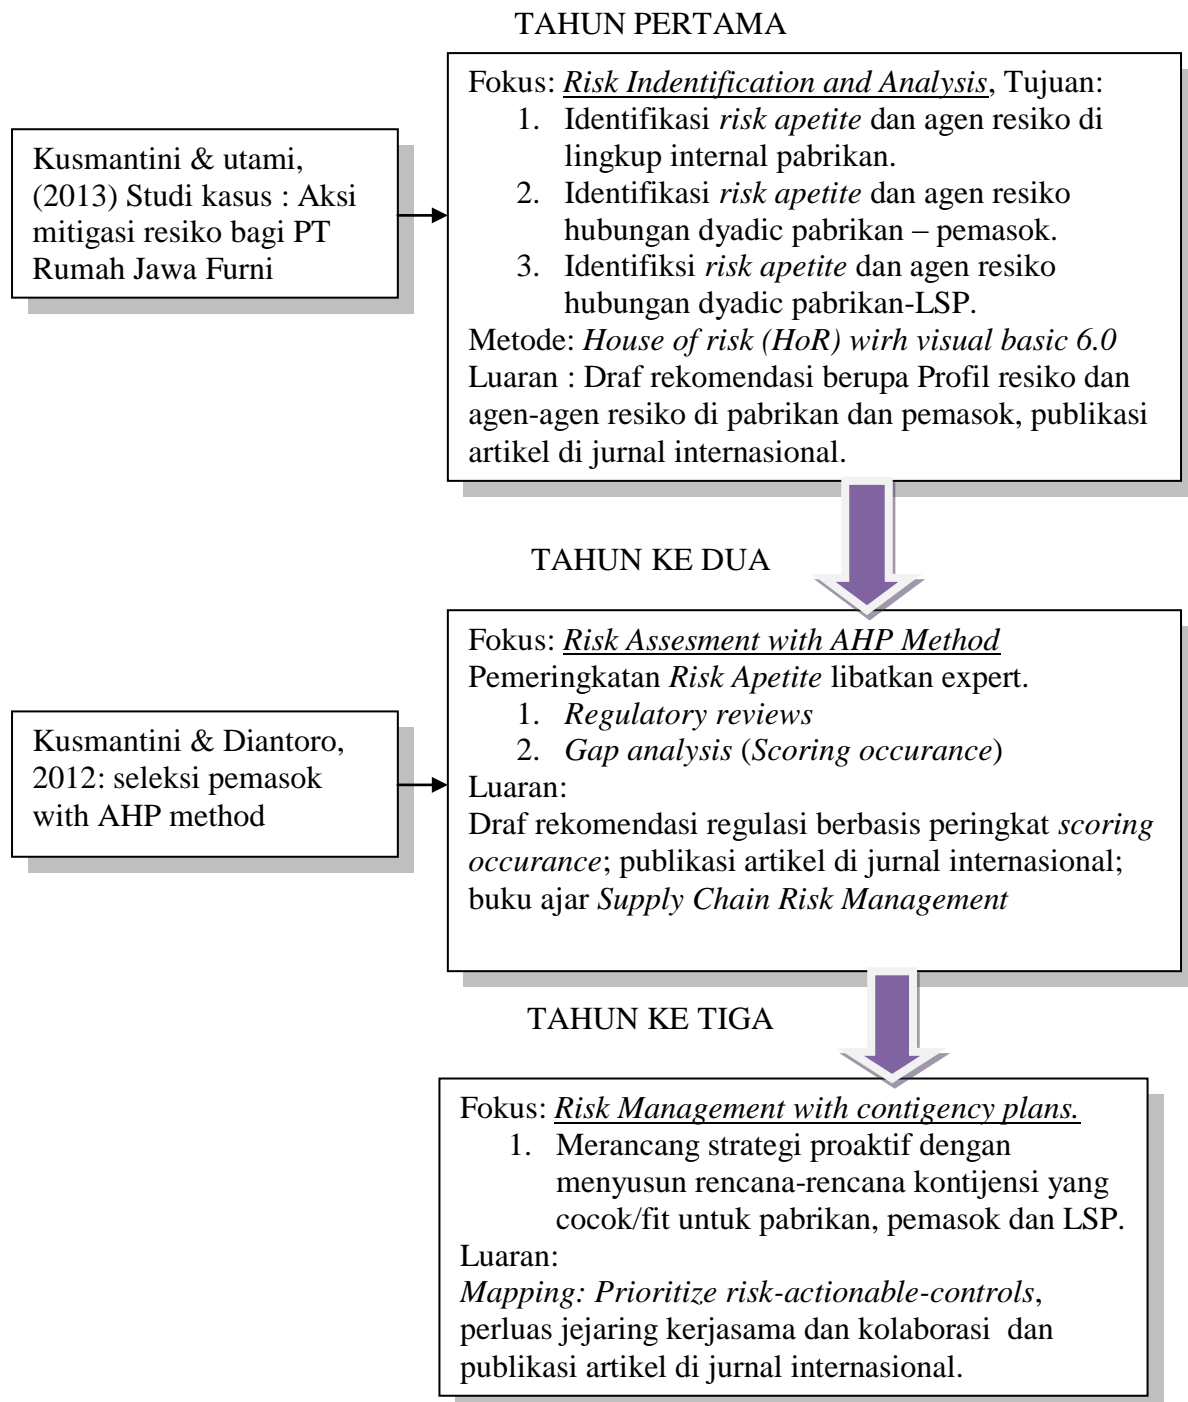 TAHUN PERTAMA
Fokus: Risk Indentification and Analysis, Tujuan:
1. Identifikasi risk apetite dan agen resiko di
lingkup internal pabrikan.
2. Identifikasi risk apetite dan agen resiko
hubungan dyadic pabrikan – pemasok.
3. Identifiksi risk apetite dan agen resiko
hubungan dyadic pabrikan-LSP.
Metode: House of risk (HoR) wirh visual basic 6.0
Luaran : Draf rekomendasi berupa Profil resiko dan
agen-agen resiko di pabrikan dan pemasok, publikasi
artikel di jurnal internasional.
Kusmantini & utami,
(2013) Studi kasus : Aksi
mitigasi resiko bagi PT
Rumah Jawa Furni
TAHUN KE DUA
Fokus: Risk Assesment with AHP Method
Pemeringkatan Risk Apetite libatkan expert.
1. Regulatory reviews
2. Gap analysis (Scoring occurance)
Luaran:
Draf rekomendasi regulasi berbasis peringkat scoring
occurance; publikasi artikel di jurnal internasional;
buku ajar Supply Chain Risk Management
Kusmantini & Diantoro,
2012: seleksi pemasok
with AHP method
TAHUN KE TIGA
Fokus: Risk Management with contigency plans.
1. Merancang strategi proaktif dengan
menyusun rencana-rencana kontijensi yang
cocok/fit untuk pabrikan, pemasok dan LSP.
Luaran:
Mapping: Prioritize risk-actionable-controls,
perluas jejaring kerjasama dan kolaborasi dan
publikasi artikel di jurnal internasional.